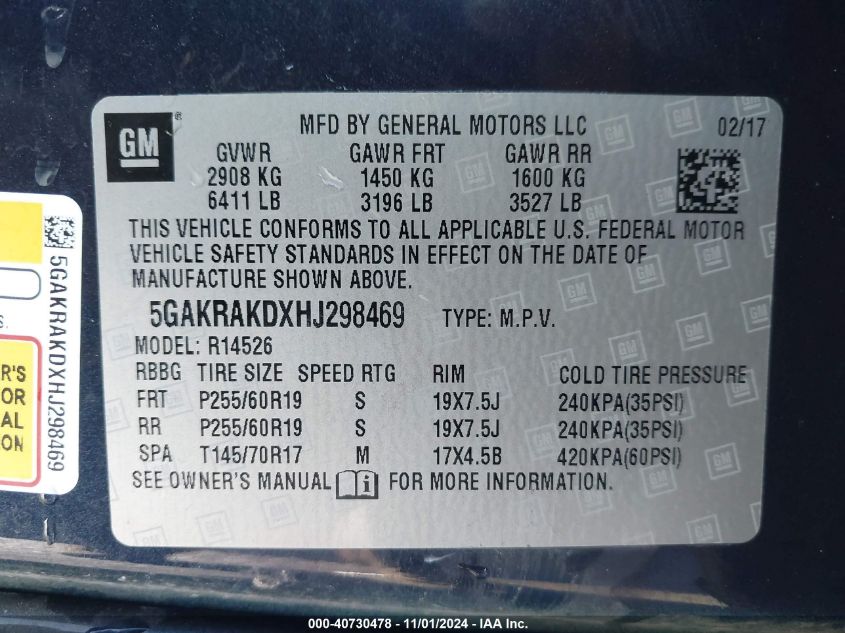 GM ®
MFD BY GENERAL MOTORS LLC 02/17
GVWR GAWR FRT GAWR RR
2908 KG 1450 KG 1600 KG
6411 LB 3196 LB 3527 LB
THIS VEHICLE CONFORMS TO ALL APPLICABLE U.S. FEDERAL MOTOR
VEHICLE SAFETY STANDARDS IN EFFECT ON THE DATE OF
MANUFACTURE SHOWN ABOVE.
5GAKRAKDXHJ298469 TYPE: M.P.V.
MODEL: R14526
RBBG TIRE SIZE SPEED RTG RIM COLD TIRE PRESSURE
FRT P255/60R19 S 19X7.5J 240KPA(35PSI)
RR P255/60R19 S 19X7.5J 240KPA(35PSI)
SPA T145/70R17 M 17X4.5B 420KPA(60PSI)
SEE OWNER'S MANUAL i FOR MORE INFORMATION.
5GAKRAKDXHJ298469
S.
R'S
OR
AL
ON
000-40730478 - 11/01/2024 - IAA Inc.